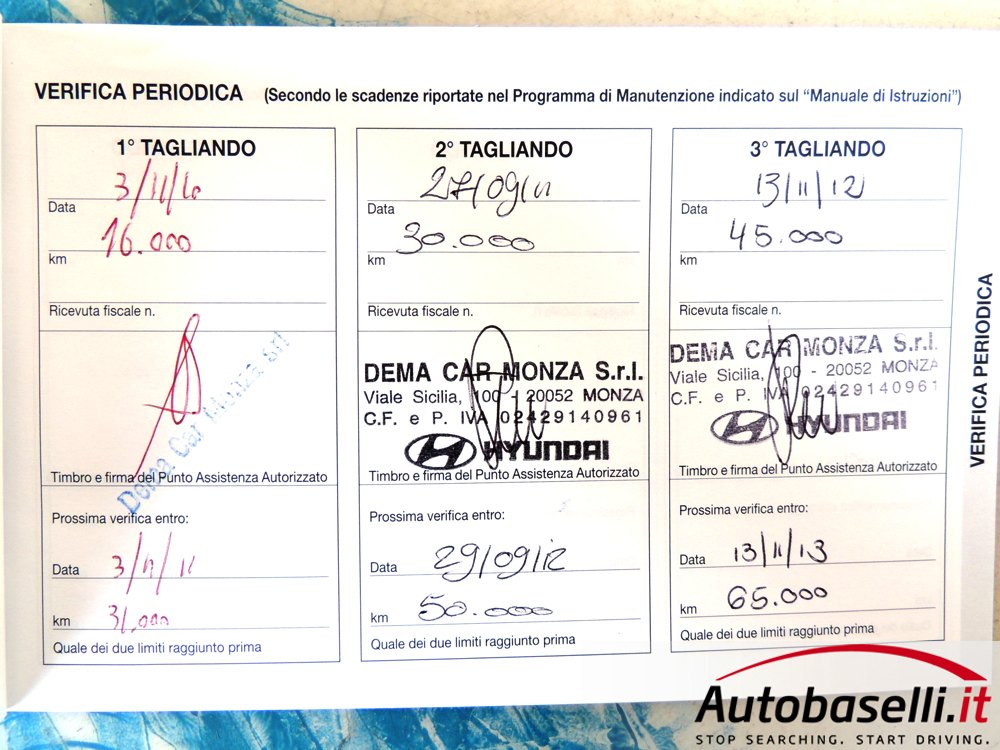 VERIFICA PERIODICA (Secondo le scadenze riportate nel Programma di Manutenzione indicato sul “Manuale di Istruzioni”)
1° TAGLIANDO
3/11/10
Data
16.000
km
Ricevuta fiscale n.
Dema Car Monza Srl
Timbro e firma del Punto Assistenza Autorizzato
Prossima verifica entro:
Data 3/11/11
km 31.000
Quale dei due limiti raggiunto prima
2° TAGLIANDO
27/09/11
Data
30.000
km
Ricevuta fiscale n.
DEMA CAR MONZA S.r.l.
Viale Sicilia, 100 - 20052 MONZA
C.F. e P. IVA 02429140961
HYUNDAI
Timbro e firma del Punto Assistenza Autorizzato
Prossima verifica entro:
Data 29/09/12
km 50.000
Quale dei due limiti raggiunto prima
3° TAGLIANDO
13/11/12
Data
45.000
km
Ricevuta fiscale n.
DEMA CAR MONZA S.r.l.
Viale Sicilia, 100 - 20052 MONZA
C.F. e P. IVA 02429140961
HYUNDAI
Timbro e firma del Punto Assistenza Autorizzato
Prossima verifica entro:
Data 13/11/13
km 65.000
Quale dei due limiti raggiunto prima
VERIFICA PERIODICA
Autobaselli.it
STOP SEARCHING. START DRIVING.